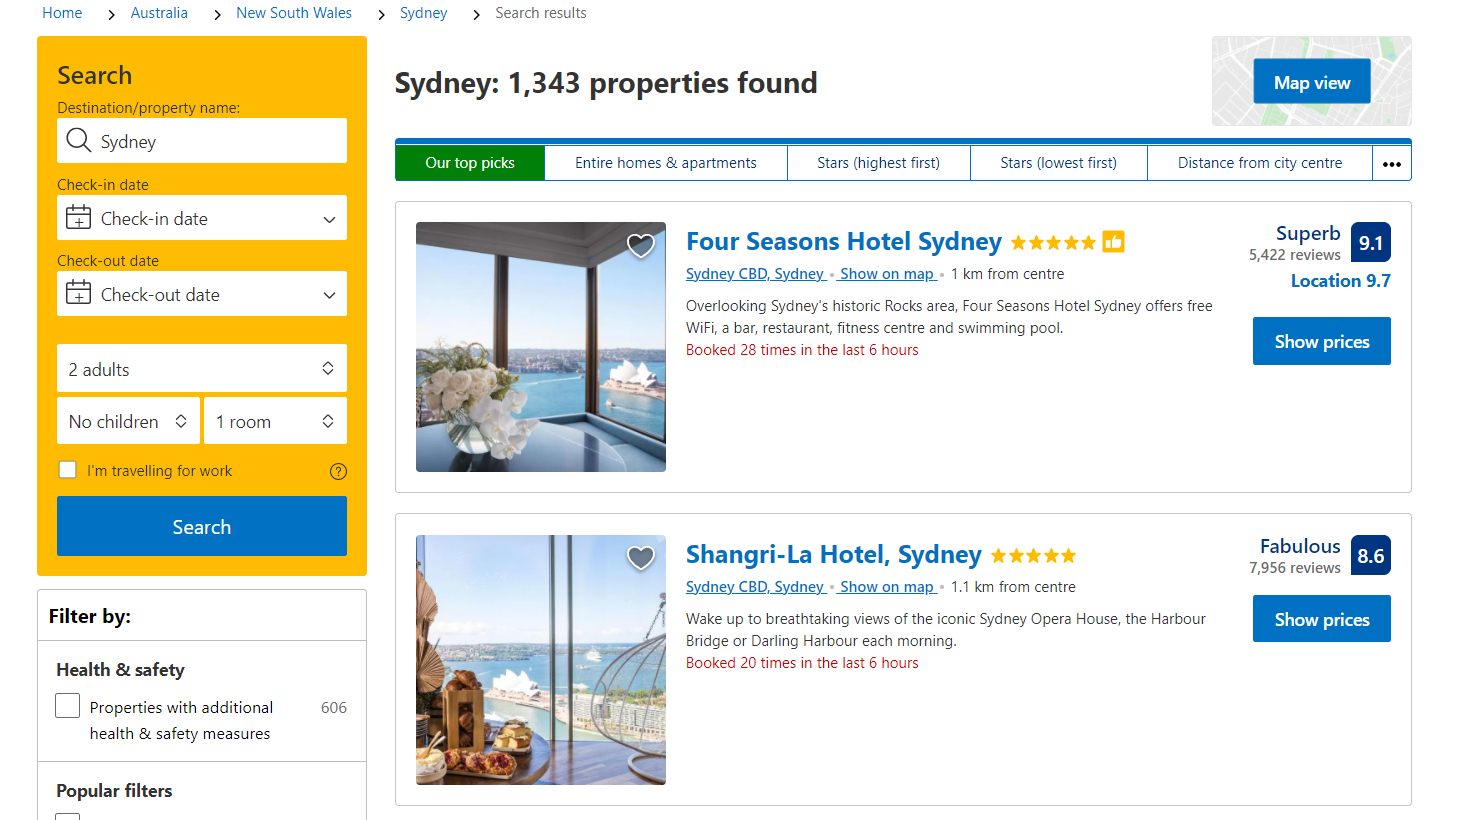 Home > Australia > New South Wales > Sydney > Search results
Search
Destination/property name:
Sydney
Check-in date
Check-in date
Check-out date
Check-out date
2 adults
No children
1 room
I'm travelling for work
Search
Filter by:
Health & safety
Properties with additional 606
health & safety measures
Popular filters
Sydney: 1,343 properties found
Map view
Our top picks
Entire homes & apartments
Stars (highest first)
Stars (lowest first)
Distance from city centre
•••
Four Seasons Hotel Sydney
Sydney CBD, Sydney • Show on map • 1 km from centre
Overlooking Sydney's historic Rocks area, Four Seasons Hotel Sydney offers free
WiFi, a bar, restaurant, fitness centre and swimming pool.
Booked 28 times in the last 6 hours
Superb
5,422 reviews
9.1
Location 9.7
Show prices
Shangri-La Hotel, Sydney
Sydney CBD, Sydney • Show on map • 1.1 km from centre
Wake up to breathtaking views of the iconic Sydney Opera House, the Harbour
Bridge or Darling Harbour each morning.
Booked 20 times in the last 6 hours
Fabulous
7,956 reviews
8.6
Show prices